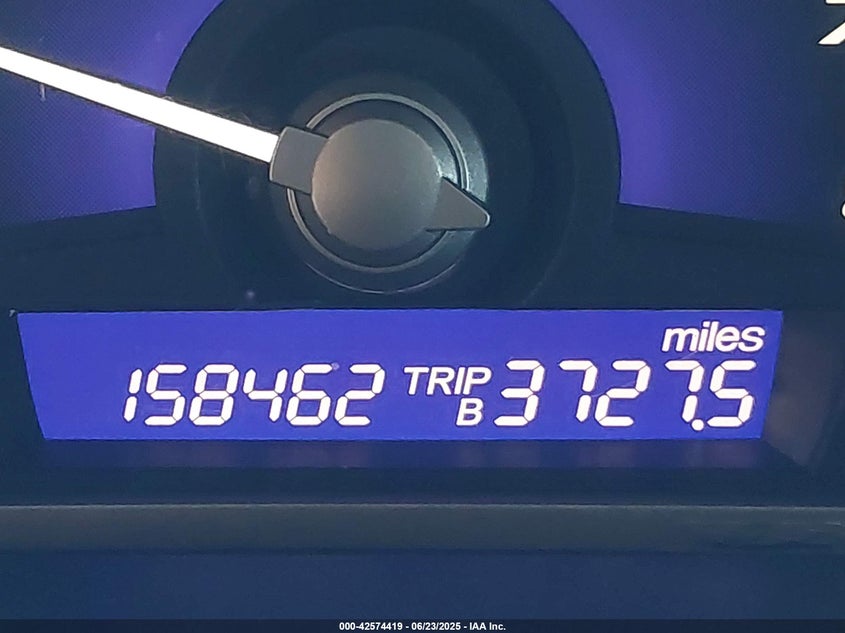 miles
158462 TRIP B 3727.5
000-42574419 - 06/23/2025 - IAA Inc.